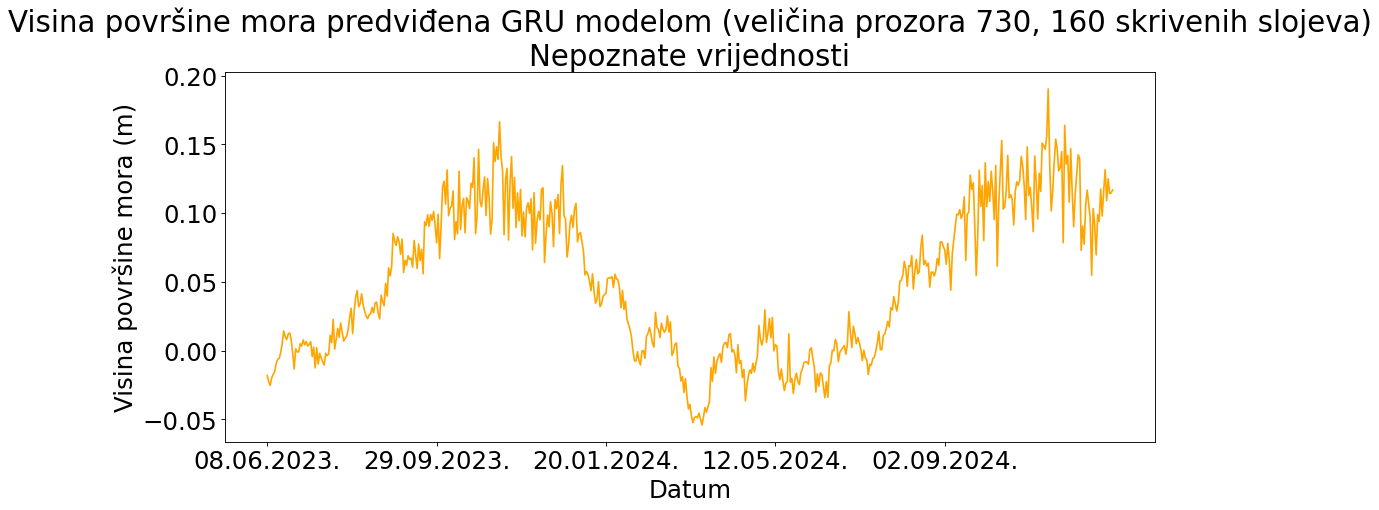 Visina površine mora predviđena GRU modelom (veličina prozora 730, 160 skrivenih slojeva)
Nepoznate vrijednosti
Visina površine mora (m)
0.20
0.15
0.10
0.05
0.00
−0.05
08.06.2023. 29.09.2023. 20.01.2024. 12.05.2024. 02.09.2024.
Datum